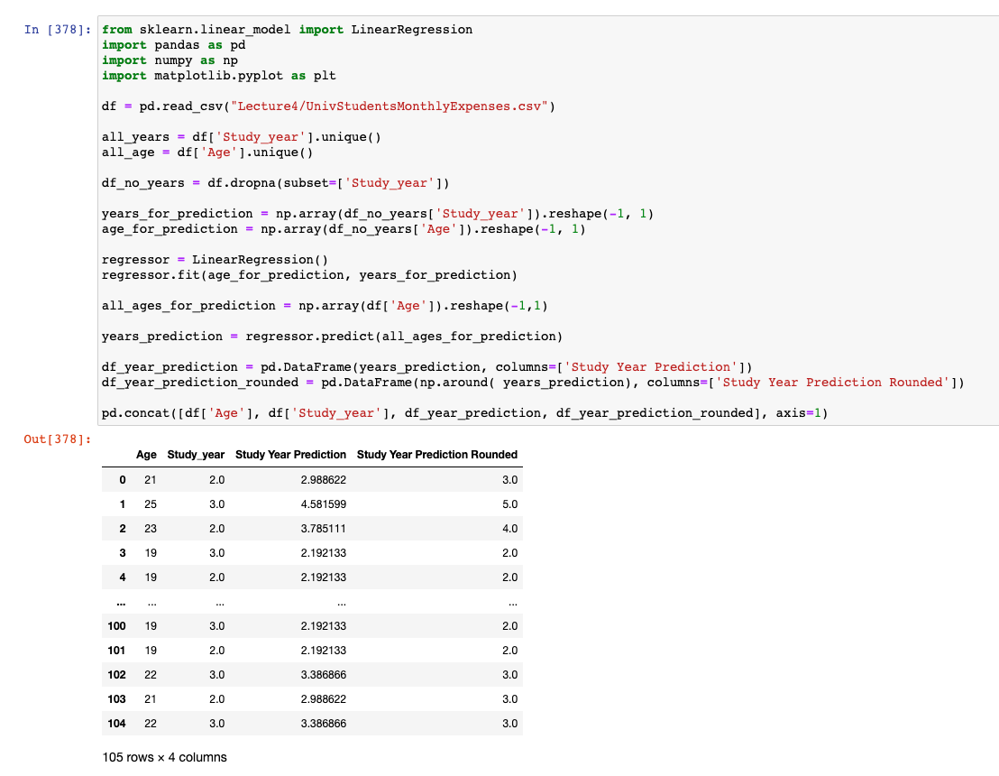 In [378]: from sklearn.linear_model import LinearRegression
import pandas as pd
import numpy as np
import matplotlib.pyplot as plt
df = pd.read_csv("Lecture4/UnivStudentsMonthlyExpenses.csv")
all_years = df['Study_year'].unique()
all_age = df['Age'].unique()
df_no_years = df.dropna(subset=['Study_year'])
years_for_prediction = np.array(df_no_years['Study_year']).reshape(-1, 1)
age_for_prediction = np.array(df_no_years['Age']).reshape(-1, 1)
regressor = LinearRegression()
regressor.fit(age_for_prediction, years_for_prediction)
all_ages_for_prediction = np.array(df['Age']).reshape(-1,1)
years_prediction = regressor.predict(all_ages_for_prediction)
df_year_prediction = pd.DataFrame(years_prediction, columns=['Study Year Prediction'])
df_year_prediction_rounded = pd.DataFrame(np.around( years_prediction), columns=['Study Year Prediction Rounded'])
pd.concat([df['Age'], df['Study_year'], df_year_prediction, df_year_prediction_rounded], axis=1)
Out[378]:
Age Study_year Study Year Prediction Study Year Prediction Rounded
0 21 2.0 2.988622 3.0
1 25 3.0 4.581599 5.0
2 23 2.0 3.785111 4.0
3 19 3.0 2.192133 2.0
4 19 2.0 2.192133 2.0
... ... ... ... ...
100 19 3.0 2.192133 2.0
101 19 2.0 2.192133 2.0
102 22 3.0 3.386866 3.0
103 21 2.0 2.988622 3.0
104 22 3.0 3.386866 3.0
105 rows × 4 columns